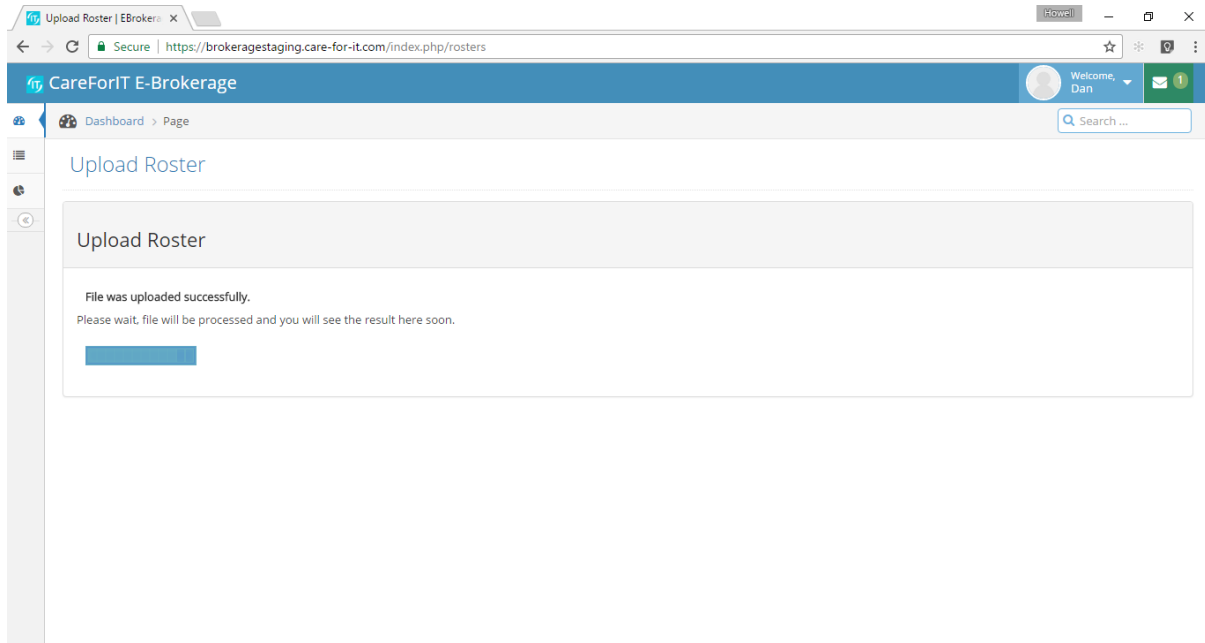 Upload Roster | EBrokera
Howell
Secure | https://brokeragestaging.care-for-it.com/index.php/rosters
CareForIT E-Brokerage
Welcome,
Dan
1
Dashboard > Page
Search ...
Upload Roster
Upload Roster
File was uploaded successfully.
Please wait, file will be processed and you will see the result here soon.